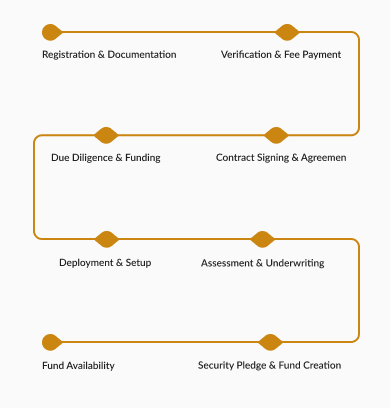 Registration & Documentation
Verification & Fee Payment
Due Diligence & Funding
Contract Signing & Agreemen
Deployment & Setup
Assessment & Underwriting
Fund Availability
Security Pledge & Fund Creation